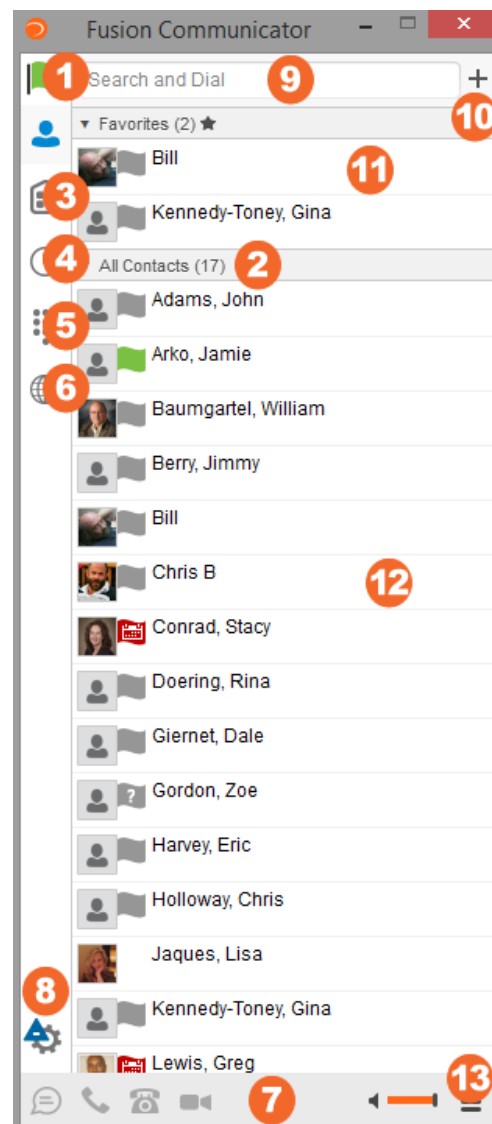 Fusion Communicator
1
Search and Dial
9
10
Favorites (2)
Bill
11
3
Kennedy-Toney, Gina
4
All Contacts (17)
2
Adams, John
5
Arko, Jamie
6
Baumgartel, William
Berry, Jimmy
Bill
Chris B
12
Conrad, Stacy
Doering, Rina
Giernet, Dale
?
Gordon, Zoe
Harvey, Eric
Holloway, Chris
Jaques, Lisa
8
Kennedy-Toney, Gina
Lewis, Greg
13
7